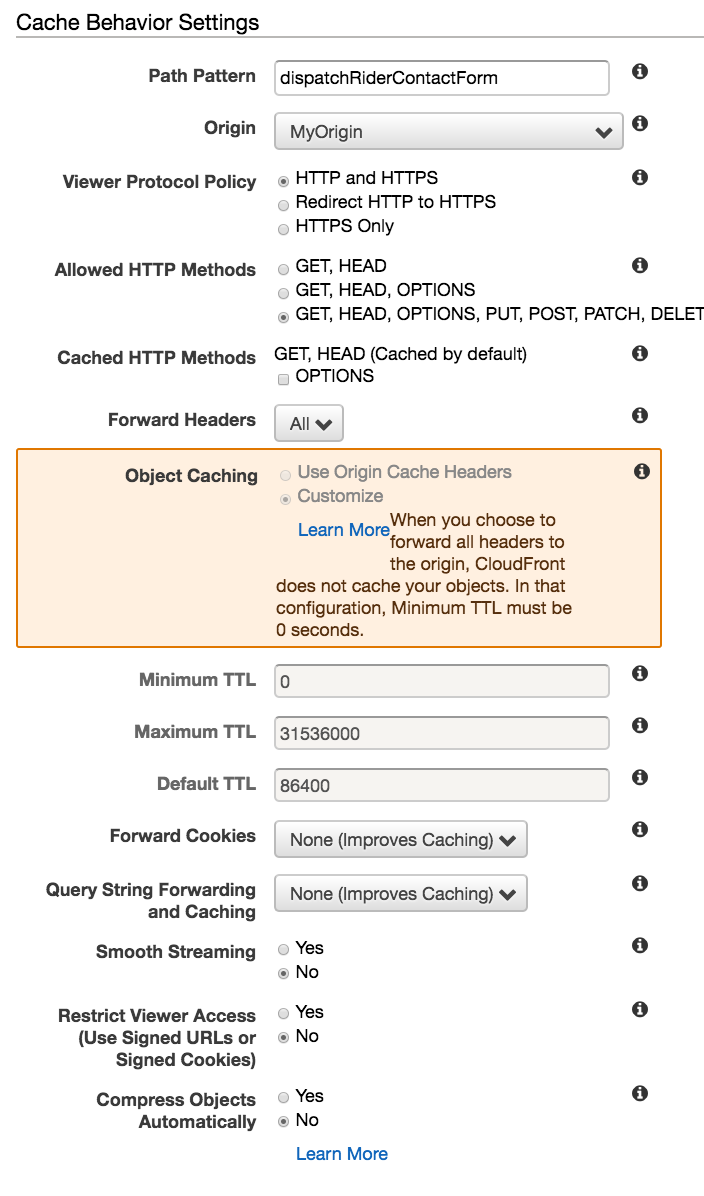 Cache Behavior Settings
Path Pattern dispatchRiderContactForm
Origin MyOrigin
Viewer Protocol Policy HTTP and HTTPS
Redirect HTTP to HTTPS
HTTPS Only
Allowed HTTP Methods GET, HEAD
GET, HEAD, OPTIONS
GET, HEAD, OPTIONS, PUT, POST, PATCH, DELET
Cached HTTP Methods GET, HEAD (Cached by default)
OPTIONS
Forward Headers All
Object Caching Use Origin Cache Headers
Customize
Learn More When you choose to
forward all headers to
the origin, CloudFront
does not cache your objects. In that
configuration, Minimum TTL must be
0 seconds.
Minimum TTL 0
Maximum TTL 31536000
Default TTL 86400
Forward Cookies None (Improves Caching)
Query String Forwarding
and Caching None (Improves Caching)
Smooth Streaming Yes
No
Restrict Viewer Access
(Use Signed URLs or
Signed Cookies) Yes
No
Compress Objects
Automatically Yes
No
Learn More